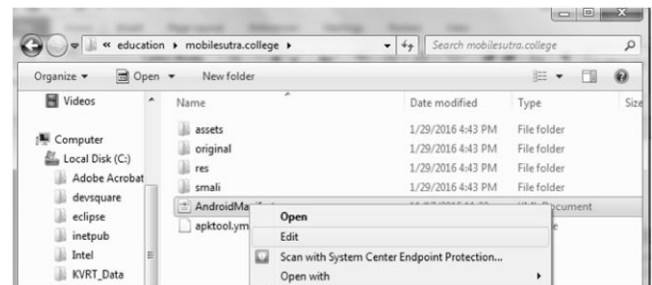 « education ▸ mobilesutra.college ▸
Search mobilesutra.college
Organize ▾ Open ▾ New folder
Videos
Computer
Local Disk (C:)
Adobe Acrobat
devsquare
eclipse
inetpub
Intel
KVRT_Data
Name Date modified Type Size
assets 1/29/2016 4:43 PM File folder
original 1/29/2016 4:43 PM File folder
res 1/29/2016 4:43 PM File folder
smali 1/29/2016 4:43 PM File folder
AndroidMa
apktool.ym
Open
Edit
Scan with System Center Endpoint Protection...
Open with